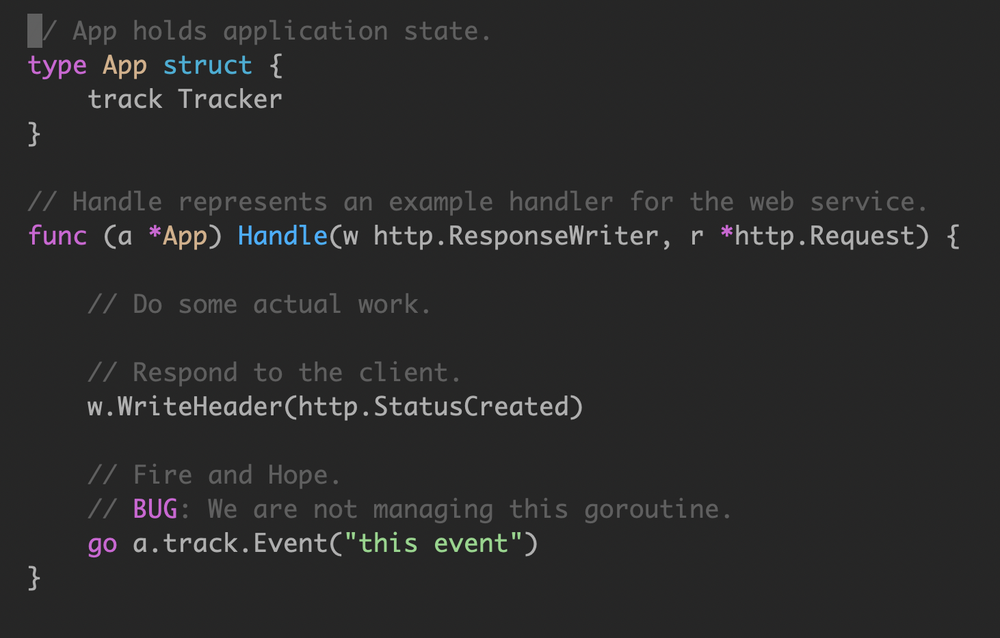 / App holds application state.
type App struct {
    track Tracker
}

// Handle represents an example handler for the web service.
func (a *App) Handle(w http.ResponseWriter, r *http.Request) {

    // Do some actual work.

    // Respond to the client.
    w.WriteHeader(http.StatusCreated)

    // Fire and Hope.
    // BUG: We are not managing this goroutine.
    go a.track.Event("this event")
}